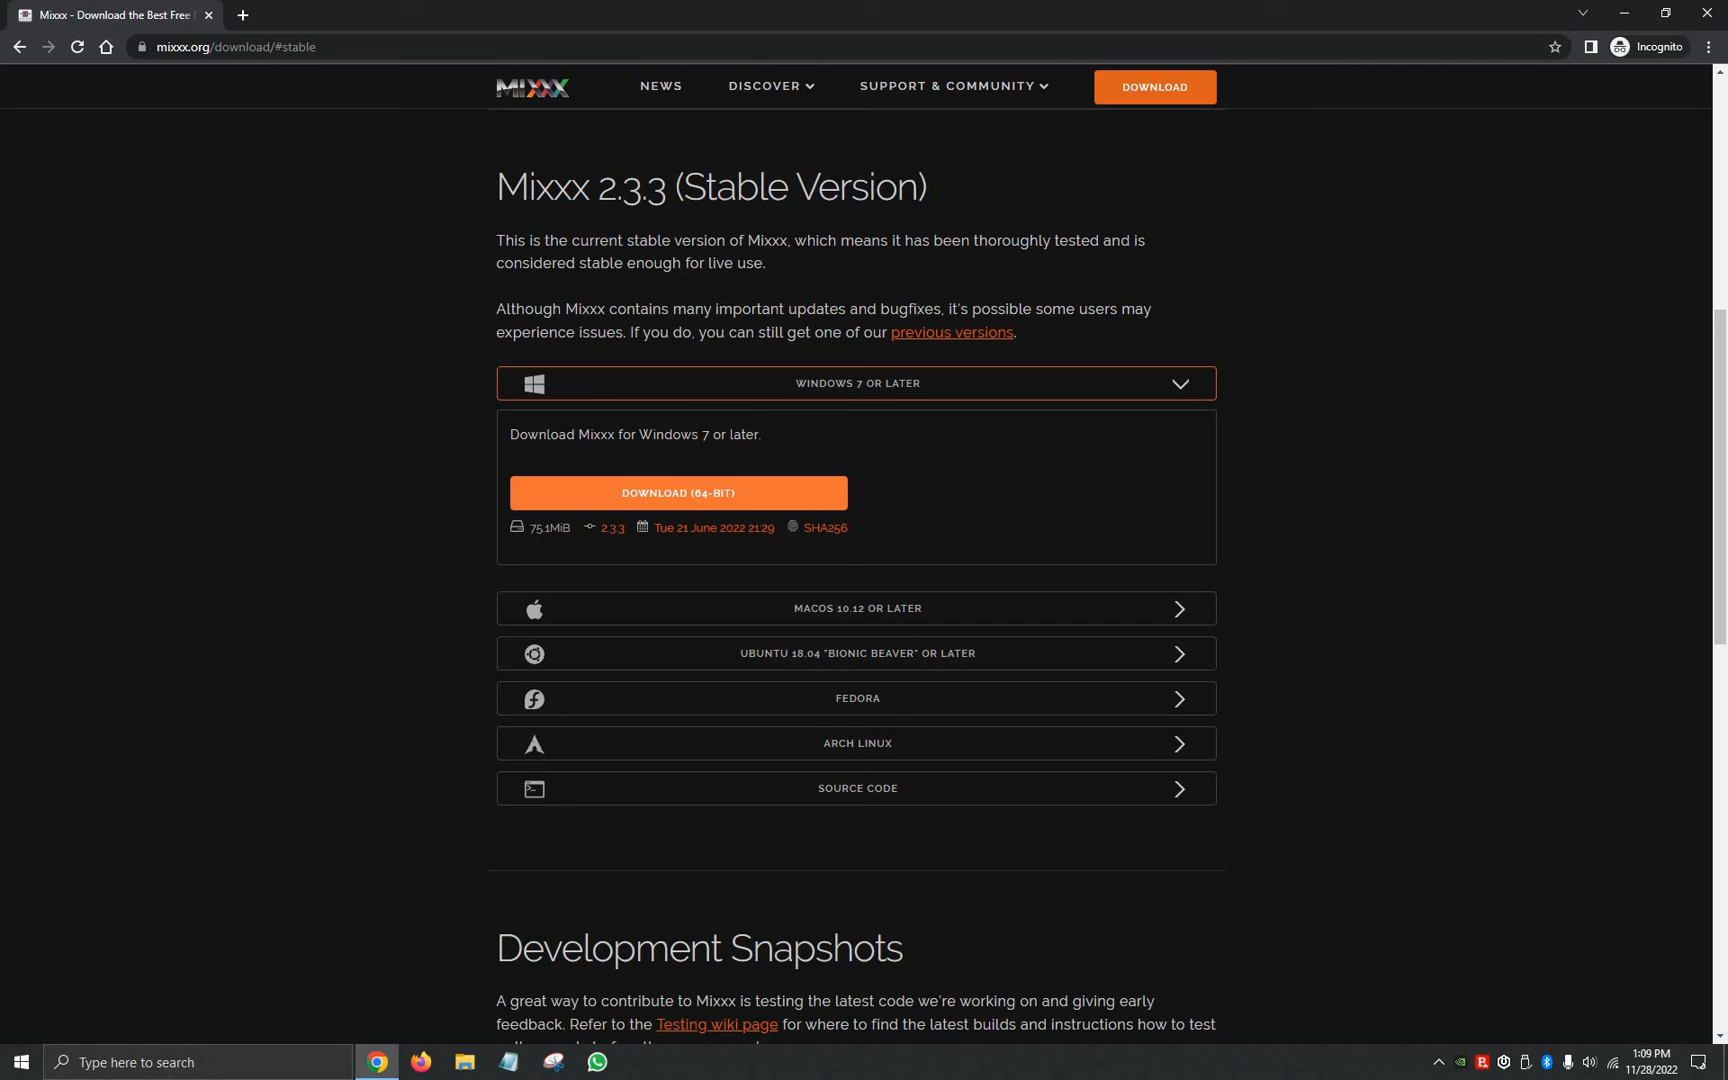 Mixxx - Download the Best Free
mixxx.org/download/#stable
Incognito
MIXXX
NEWS
DISCOVER
SUPPORT & COMMUNITY
DOWNLOAD
Mixxx 2.3.3 (Stable Version)
This is the current stable version of Mixxx, which means it has been thoroughly tested and is
considered stable enough for live use.
Although Mixxx contains many important updates and bugfixes, it's possible some users may
experience issues. If you do, you can still get one of our previous versions.
WINDOWS 7 OR LATER
Download Mixxx for Windows 7 or later.
DOWNLOAD (64-BIT)
75.1MiB 2.3.3 Tue 21 June 2022 21:29 SHA256
MACOS 10.12 OR LATER
UBUNTU 18.04 "BIONIC BEAVER" OR LATER
FEDORA
ARCH LINUX
SOURCE CODE
Development Snapshots
A great way to contribute to Mixxx is testing the latest code we're working on and giving early
feedback. Refer to the Testing wiki page for where to find the latest builds and instructions how to test
Type here to search
1:09 PM
11/28/2022